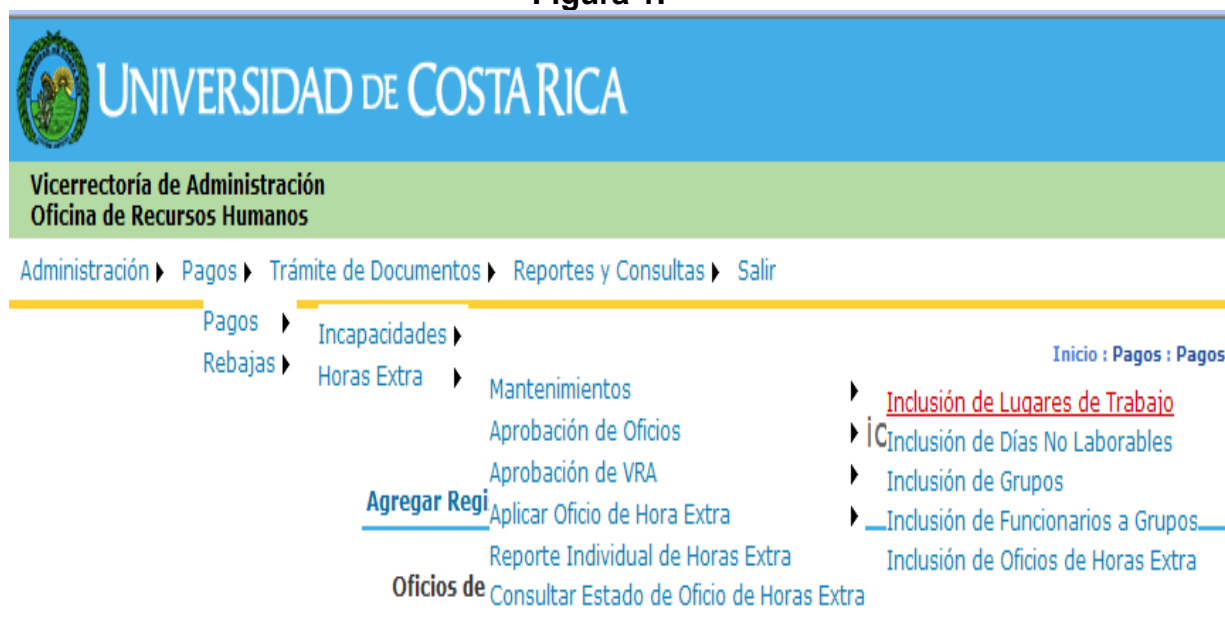 UNIVERSIDAD DE COSTA RICA
Vicerrectoría de Administración
Oficina de Recursos Humanos
Administración Pagos Trámite de Documentos Reportes y Consultas Salir
Pagos
Rebajas
Incapacidades
Horas Extra
Inicio : Pagos : Pagos
Mantenimientos
Aprobación de Oficios
Aprobación de VRA
Aplicar Oficio de Hora Extra
Reporte Individual de Horas Extra
Consultar Estado de Oficio de Horas Extra
Inclusión de Lugares de Trabajo
Inclusión de Días No Laborables
Inclusión de Grupos
Inclusión de Funcionarios a Grupos
Inclusión de Oficios de Horas Extra
Agregar Regi
Oficios de